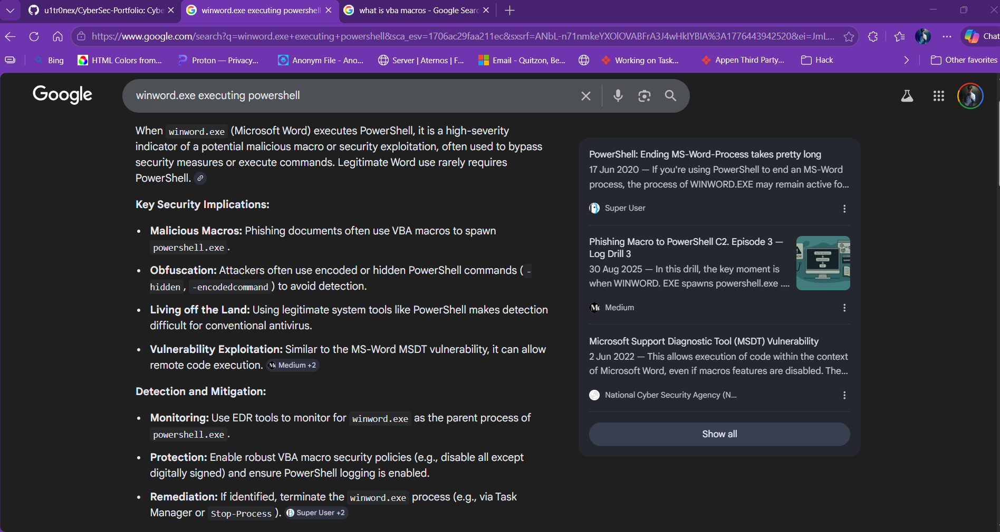 u1tr0nex/CyberSec-Portfolio: Cybe
winword.exe executing powershell
what is vba macros - Google Searc
https://www.google.com/search?q=winword.exe+executing+powershell&sca_esv=1706ac29faa211ec&sxsrf=ANbL-n71nmkeYXOlOVABFrA3J4wHkIYBIA%3A1776443942520&ei=JmL...
Chat
Bing
HTML Colors from...
Proton — Privacy...
Anonym File - Ano...
Server | Aternos | F...
Email - Quitzon, Be...
Working on Task...
Appen Third Party...
Hack
Other favorites
Google
winword.exe executing powershell
When winword.exe (Microsoft Word) executes PowerShell, it is a high-severity
indicator of a potential malicious macro or security exploitation, often used to bypass
security measures or execute commands. Legitimate Word use rarely requires
PowerShell.
Key Security Implications:
• Malicious Macros: Phishing documents often use VBA macros to spawn
powershell.exe.
• Obfuscation: Attackers often use encoded or hidden PowerShell commands ( -
hidden, -encodedcommand ) to avoid detection.
• Living off the Land: Using legitimate system tools like PowerShell makes detection
difficult for conventional antivirus.
• Vulnerability Exploitation: Similar to the MS-Word MSDT vulnerability, it can allow
remote code execution. Medium +2
Detection and Mitigation:
• Monitoring: Use EDR tools to monitor for winword.exe as the parent process of
powershell.exe.
• Protection: Enable robust VBA macro security policies (e.g., disable all except
digitally signed) and ensure PowerShell logging is enabled.
• Remediation: If identified, terminate the winword.exe process (e.g., via Task
Manager or Stop-Process ). Super User +2
PowerShell: Ending MS-Word-Process takes pretty long
17 Jun 2020 — If you're using PowerShell to end an MS-Word
process, the process of WINWORD.EXE may remain active fo...
Super User
Phishing Macro to PowerShell C2. Episode 3 —
Log Drill 3
30 Aug 2025 — In this drill, the key moment is
when WINWORD. EXE spawns powershell.exe ....
Medium
Microsoft Support Diagnostic Tool (MSDT) Vulnerability
2 Jun 2022 — This allows execution of code within the context
of Microsoft Word, even if macros features are disabled. The...
National Cyber Security Agency (N...
Show all